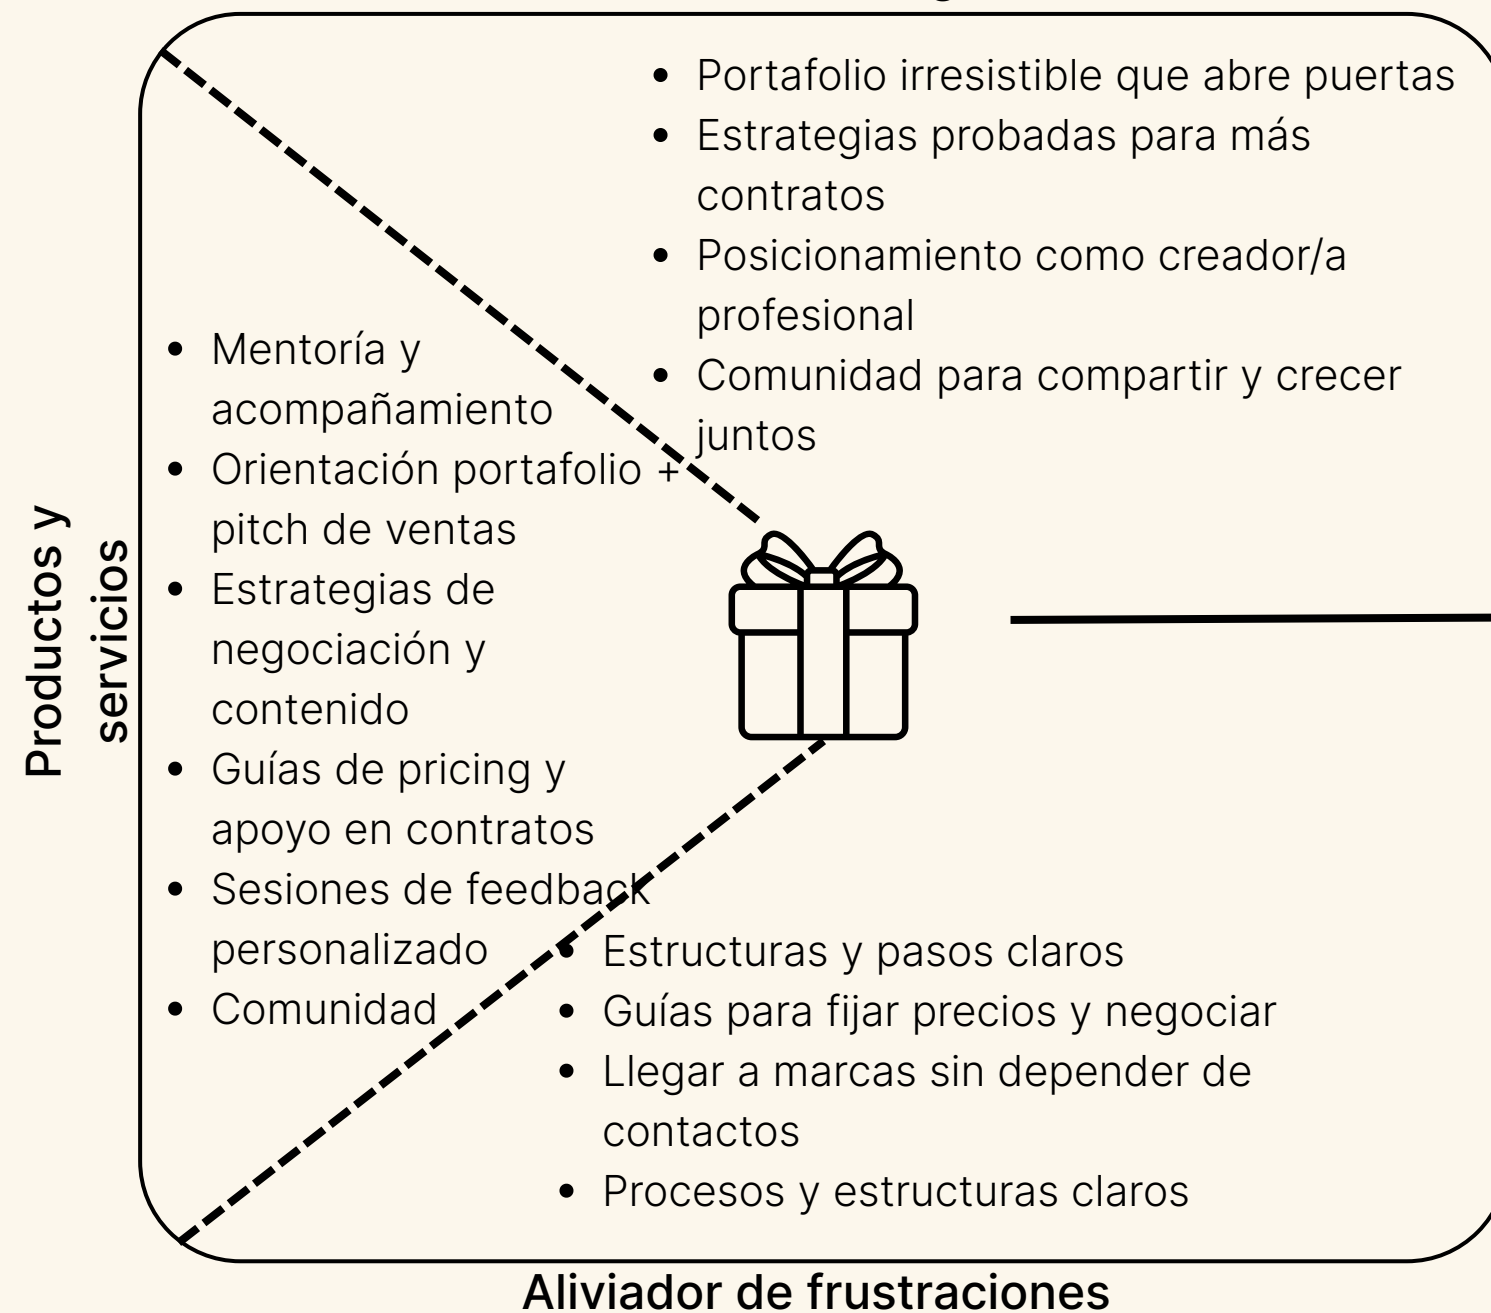 Portafolio irresistible que abre puertas
Estrategias probadas para más
contratos
Posicionamiento como creador/a
profesional
Comunidad para compartir y crecer
juntos
Productos y
servicios
Mentoría y
acompañamiento
Orientación portafolio +
pitch de ventas
Estrategias de
negociación y
contenido
Guías de pricing y
apoyo en contratos
Sesiones de feedback
personalizado
Comunidad
Estructuras y pasos claros
Guías para fijar precios y negociar
Llegar a marcas sin depender de
contactos
Procesos y estructuras claros
Aliviador de frustraciones